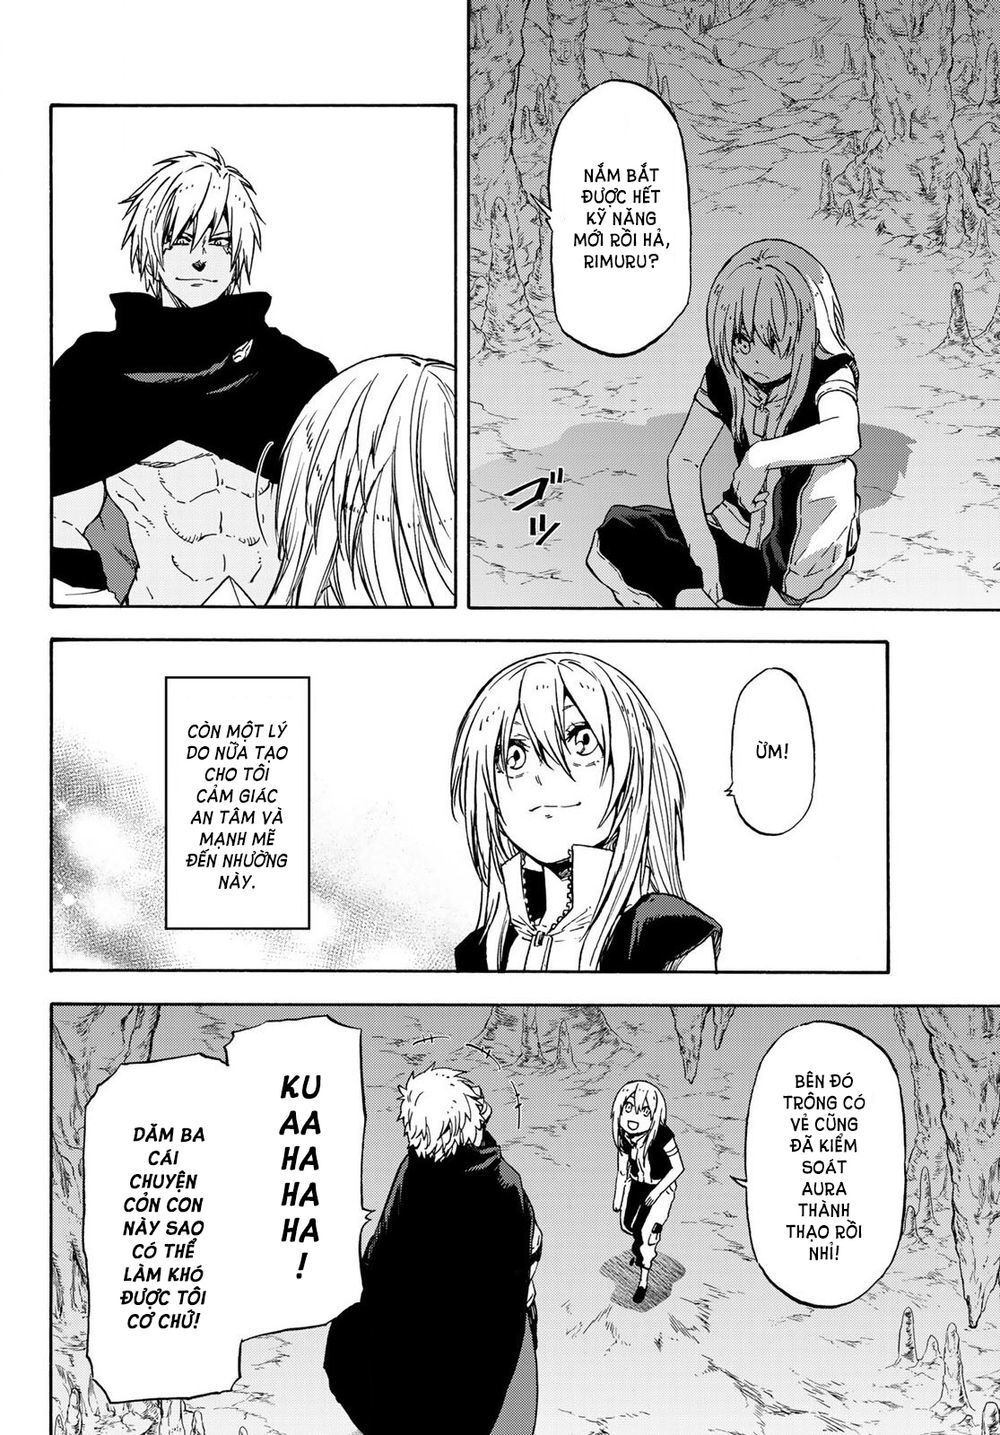 NẮM BẮT
ĐƯỢC HẾT
KỸ NĂNG
MỚI RỒI HẢ,
RIMURU?
ゴッ
ỪM!
CÒN MỘT LÝ
DO NỮA TẠO
CHO TÔI
CẢM GIÁC
AN TÂM VÀ
MẠNH MẼ
ĐẾN NHƯỜNG
NÀY.
BÊN ĐÓ
TRÔNG CÓ
VẺ CŨNG
ĐÃ KIỂM
SOÁT
AURA
THÀNH
THẠO RỒI
NHỈ!
KU
AA
HA
HA
HA
!
DĂM BA
CÁI
CHUYỆN
CỎN CON
NÀY SAO
CÓ THỂ
LÀM KHÓ
ĐƯỢC TÔI
CƠ CHỨ!